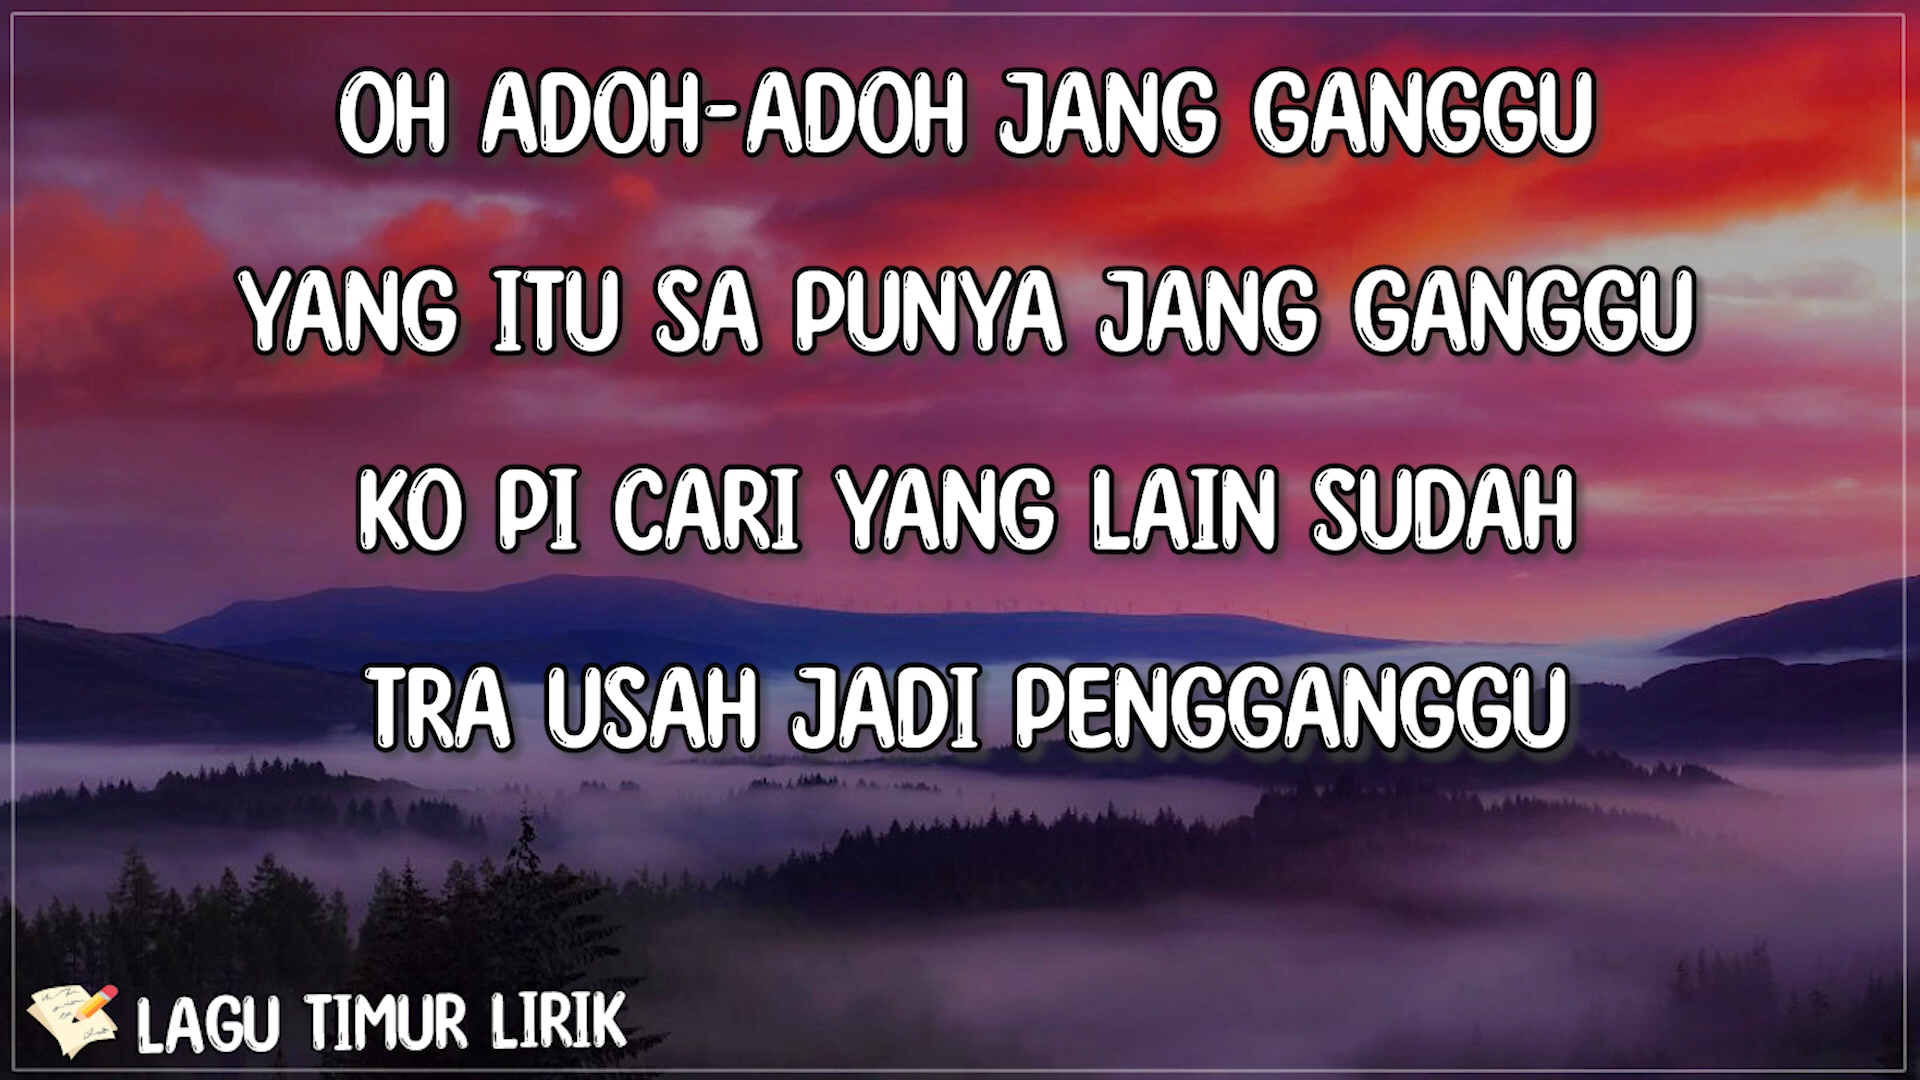 OH ADOH-ADOH JANG GANGGU
YANG ITU SA PUNYA JANG GANGGU
KO PI CARI YANG LAIN SUDAH
TRA USAH JADI PENGGANGGU
LAGU TIMUR LIRIK